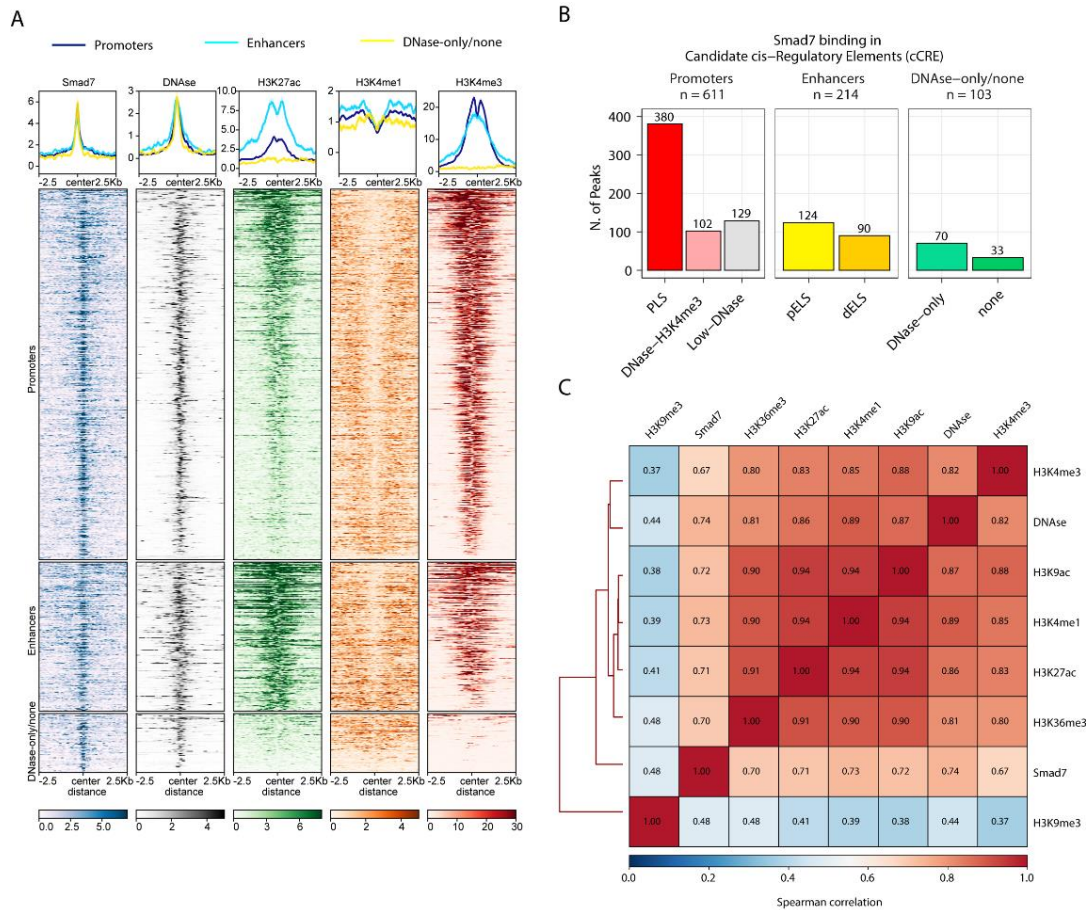 A
Promoters Enhancers DNase-only/none
Smad7 DNAse H3K27ac H3K4me1 H3K4me3
6
4
2
0
3
2
1
0
10.0
7.5
5.0
2.5
0.0
2
1
0
20
10
0
-2.5 center 2.5Kb -2.5 center 2.5Kb -2.5 center 2.5Kb -2.5 center 2.5Kb -2.5 center 2.5Kb
Promoters
Enhancers
DNase-only/none
-2.5 center 2.5Kb -2.5 center 2.5Kb -2.5 center 2.5Kb -2.5 center 2.5Kb -2.5 center 2.5Kb
distance distance distance distance distance
0.0 2.5 5.0 0 2 4 0 3 6 0 2 4 0 10 20 30
B
Smad7 binding in
Candidate cis−Regulatory Elements (cCRE)
Promoters Enhancers DNAse−only/none
n = 611 n = 214 n = 103
N. of Peaks
400
300
200
100
0
380 102 129 124 90 70 33
PLS DNase−H3K4me3 Low−DNase pELS dELS DNase−only none
C
H3K9me3 Smad7 H3K36me3 H3K27ac H3K4me1 H3K9ac DNAse H3K4me3
0.37 0.67 0.80 0.83 0.85 0.88 0.82 1.00 H3K4me3
0.44 0.74 0.81 0.86 0.89 0.87 1.00 0.82 DNAse
0.38 0.72 0.90 0.94 0.94 1.00 0.87 0.88 H3K9ac
0.39 0.73 0.90 0.94 1.00 0.94 0.89 0.85 H3K4me1
0.41 0.71 0.91 1.00 0.94 0.94 0.86 0.83 H3K27ac
0.48 0.70 1.00 0.91 0.90 0.90 0.81 0.80 H3K36me3
0.48 1.00 0.70 0.71 0.73 0.72 0.74 0.67 Smad7
1.00 0.48 0.48 0.41 0.39 0.38 0.44 0.37 H3K9me3
0.0 0.2 0.4 0.6 0.8 1.0
Spearman correlation